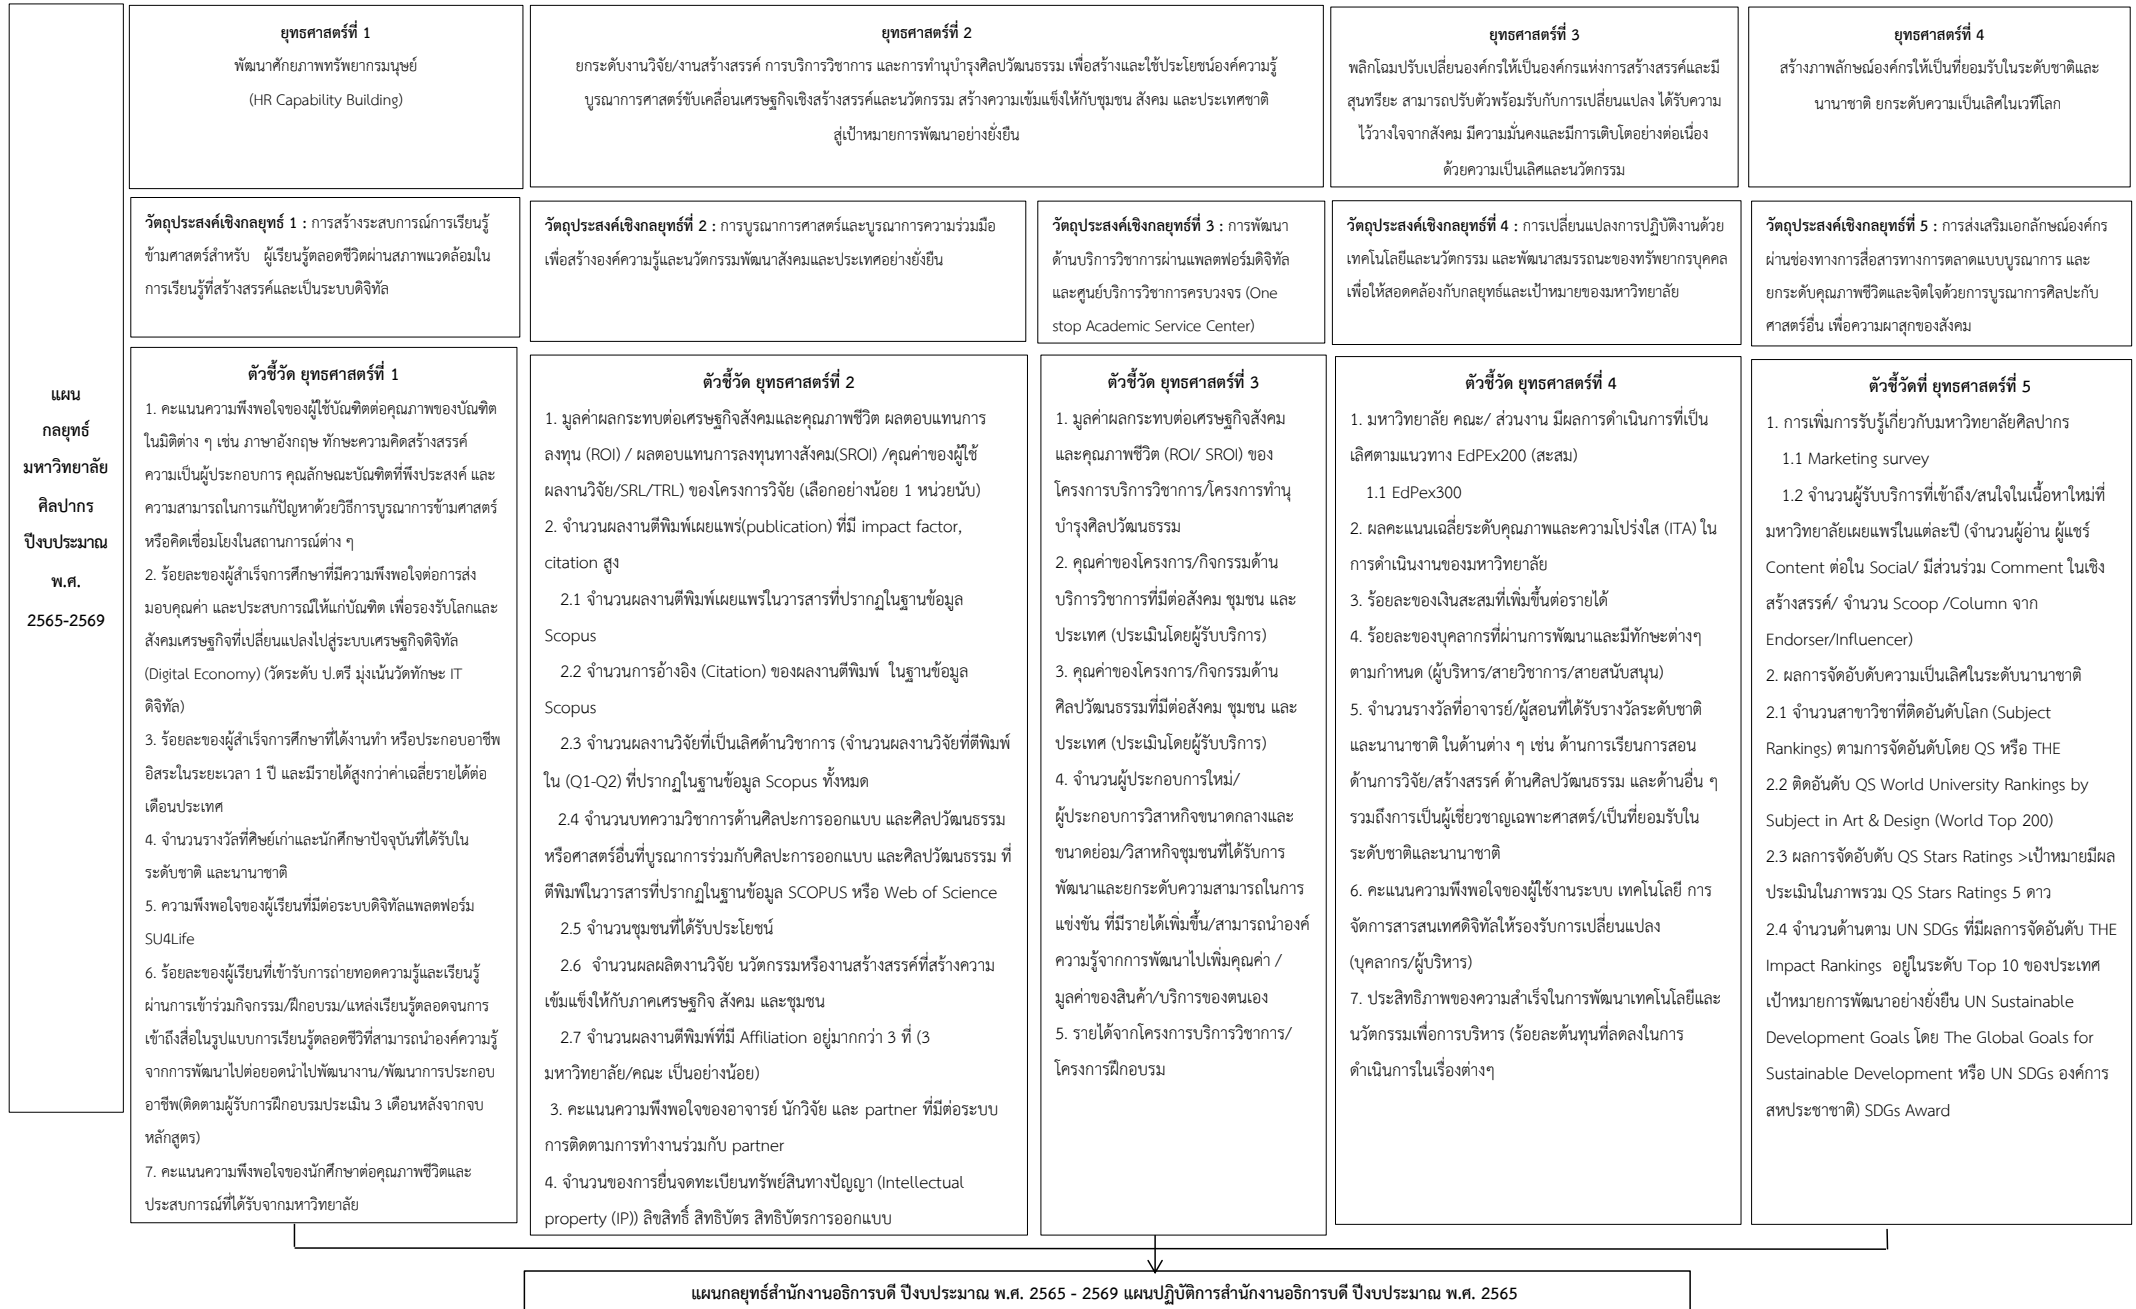 แผน
กลยุทธ์
มหาวิทยาลัย
ศิลปากร
ปีงบประมาณ
พ.ศ.
2565-2569
ยุทธศาสตร์ที่ 1
พัฒนาศักยภาพทรัพยากรมนุษย์
(HR Capability Building)
ยุทธศาสตร์ที่ 2
ยกระดับงานวิจัย/งานสร้างสรรค์ การบริการวิชาการ และการทำนุบำรุงศิลปวัฒนธรรม เพื่อสร้างและใช้ประโยชน์องค์ความรู้
บูรณาการศาสตร์ขับเคลื่อนเศรษฐกิจเชิงสร้างสรรค์และนวัตกรรม สร้างความเข้มแข็งให้กับชุมชน สังคม และประเทศชาติ
สู่เป้าหมายการพัฒนาอย่างยั่งยืน
ยุทธศาสตร์ที่ 3
พลิกโฉมปรับเปลี่ยนองค์กรให้เป็นองค์กรแห่งการสร้างสรรค์และมี
สุนทรียะ สามารถปรับตัวพร้อมรับกับการเปลี่ยนแปลง ได้รับความ
ไว้วางใจจากสังคม มีความมั่นคงและมีการเติบโตอย่างต่อเนื่อง
ด้วยความเป็นเลิศและนวัตกรรม
ยุทธศาสตร์ที่ 4
สร้างภาพลักษณ์องค์กรให้เป็นที่ยอมรับในระดับชาติและ
นานาชาติ ยกระดับความเป็นเลิศในเวทีโลก
วัตถุประสงค์เชิงกลยุทธ์ 1 : การสร้างระสบการณ์การเรียนรู้
ข้ามศาสตร์สำหรับ ผู้เรียนรู้ตลอดชีวิตผ่านสภาพแวดล้อมใน
การเรียนรู้ที่สร้างสรรค์และเป็นระบบดิจิทัล
วัตถุประสงค์เชิงกลยุทธ์ที่ 2 : การบูรณาการศาสตร์และบูรณาการความร่วมมือ
เพื่อสร้างองค์ความรู้และนวัตกรรมพัฒนาสังคมและประเทศอย่างยั่งยืน
วัตถุประสงค์เชิงกลยุทธ์ที่ 3 : การพัฒนา
ด้านบริการวิชาการผ่านแพลตฟอร์มดิจิทัล
และศูนย์บริการวิชาการครบวงจร (One
stop Academic Service Center)
วัตถุประสงค์เชิงกลยุทธ์ที่ 4 : การเปลี่ยนแปลงการปฏิบัติงานด้วย
เทคโนโลยีและนวัตกรรม และพัฒนาสมรรถนะของทรัพยากรบุคคล
เพื่อให้สอดคล้องกับกลยุทธ์และเป้าหมายของมหาวิทยาลัย
วัตถุประสงค์เชิงกลยุทธ์ที่ 5 : การส่งเสริมเอกลักษณ์องค์กร
ผ่านช่องทางการสื่อสารทางการตลาดแบบบูรณาการ และ
ยกระดับคุณภาพชีวิตและจิตใจด้วยการบูรณาการศิลปะกับ
ศาสตร์อื่น เพื่อความผาสุกของสังคม
ตัวชี้วัด ยุทธศาสตร์ที่ 1
1. คะแนนความพึงพอใจของผู้ใช้บัณฑิตต่อคุณภาพของบัณฑิต
ในมิติต่าง ๆ เช่น ภาษาอังกฤษ ทักษะความคิดสร้างสรรค์
ความเป็นผู้ประกอบการ คุณลักษณะบัณฑิตที่พึงประสงค์ และ
ความสามารถในการแก้ปัญหาด้วยวิธีการบูรณาการข้ามศาสตร์
หรือคิดเชื่อมโยงในสถานการณ์ต่าง ๆ
2. ร้อยละของผู้สำเร็จการศึกษาที่มีความพึงพอใจต่อการส่ง
มอบคุณค่า และประสบการณ์ให้แก่บัณฑิต เพื่อรองรับโลกและ
สังคมเศรษฐกิจที่เปลี่ยนแปลงไปสู่ระบบเศรษฐกิจดิจิทัล
(Digital Economy) (วัดระดับ ป.ตรี มุ่งเน้นวัดทักษะ IT
ดิจิทัล)
3. ร้อยละของผู้สำเร็จการศึกษาที่ได้งานทำ หรือประกอบอาชีพ
อิสระในระยะเวลา 1 ปี และมีรายได้สูงกว่าค่าเฉลี่ยรายได้ต่อ
เดือนประเทศ
4. จำนวนรางวัลที่ศิษย์เก่าและนักศึกษาปัจจุบันที่ได้รับใน
ระดับชาติ และนานาชาติ
5. ความพึงพอใจของผู้เรียนที่มีต่อระบบดิจิทัลแพลตฟอร์ม
SU4Life
6. ร้อยละของผู้เรียนที่เข้ารับการถ่ายทอดความรู้และเรียนรู้
ผ่านการเข้าร่วมกิจกรรม/ฝึกอบรม/แหล่งเรียนรู้ตลอดจนการ
เข้าถึงสื่อในรูปแบบการเรียนรู้ตลอดชีวิที่สามารถนำองค์ความรู้
จากการพัฒนาไปต่อยอดนำไปพัฒนางาน/พัฒนาการประกอบ
อาชีพ(ติดตามผู้รับการฝึกอบรมประเมิน 3 เดือนหลังจากจบ
หลักสูตร)
7. คะแนนความพึงพอใจของนักศึกษาต่อคุณภาพชีวิตและ
ประสบการณ์ที่ได้รับจากมหาวิทยาลัย
ตัวชี้วัด ยุทธศาสตร์ที่ 2
1. มูลค่าผลกระทบต่อเศรษฐกิจสังคมและคุณภาพชีวิต ผลตอบแทนการ
ลงทุน (ROI) / ผลตอบแทนการลงทุนทางสังคม(SROI) /คุณค่าของผู้ใช้
ผลงานวิจัย/SRL/TRL) ของโครงการวิจัย (เลือกอย่างน้อย 1 หน่วยนับ)
2. จำนวนผลงานตีพิมพ์เผยแพร่(publication) ที่มี impact factor,
citation สูง
2.1 จำนวนผลงานตีพิมพ์เผยแพร่ในวารสารที่ปรากฏในฐานข้อมูล
Scopus
2.2 จำนวนการอ้างอิง (Citation) ของผลงานตีพิมพ์ ในฐานข้อมูล
Scopus
2.3 จำนวนผลงานวิจัยที่เป็นเลิศด้านวิชาการ (จำนวนผลงานวิจัยที่ตีพิมพ์
ใน (Q1-Q2) ที่ปรากฏในฐานข้อมูล Scopus ทั้งหมด
2.4 จำนวนบทความวิชาการด้านศิลปะการออกแบบ และศิลปวัฒนธรรม
หรือศาสตร์อื่นที่บูรณาการร่วมกับศิลปะการออกแบบ และศิลปวัฒนธรรม ที่
ตีพิมพ์ในวารสารที่ปรากฏในฐานข้อมูล SCOPUS หรือ Web of Science
2.5 จำนวนชุมชนที่ได้รับประโยชน์
2.6 จำนวนผลผลิตงานวิจัย นวัตกรรมหรืองานสร้างสรรค์ที่สร้างความ
เข้มแข็งให้กับภาคเศรษฐกิจ สังคม และชุมชน
2.7 จำนวนผลงานตีพิมพ์ที่มี Affiliation อยู่มากกว่า 3 ที่ (3
มหาวิทยาลัย/คณะ เป็นอย่างน้อย)
3. คะแนนความพึงพอใจของอาจารย์ นักวิจัย และ partner ที่มีต่อระบบ
การติดตามการทำงานร่วมกับ partner
4. จำนวนของการยื่นจดทะเบียนทรัพย์สินทางปัญญา (Intellectual
property (IP)) ลิขสิทธิ์ สิทธิบัตร สิทธิบัตรการออกแบบ
ตัวชี้วัด ยุทธศาสตร์ที่ 3
1. มูลค่าผลกระทบต่อเศรษฐกิจสังคม
และคุณภาพชีวิต (ROI/ SROI) ของ
โครงการบริการวิชาการ/โครงการทำนุ
บำรุงศิลปวัฒนธรรม
2. คุณค่าของโครงการ/กิจกรรมด้าน
บริการวิชาการที่มีต่อสังคม ชุมชน และ
ประเทศ (ประเมินโดยผู้รับบริการ)
3. คุณค่าของโครงการ/กิจกรรมด้าน
ศิลปวัฒนธรรมที่มีต่อสังคม ชุมชน และ
ประเทศ (ประเมินโดยผู้รับบริการ)
4. จำนวนผู้ประกอบการใหม่/
ผู้ประกอบการวิสาหกิจขนาดกลางและ
ขนาดย่อม/วิสาหกิจชุมชนที่ได้รับการ
พัฒนาและยกระดับความสามารถในการ
แข่งขัน ที่มีรายได้เพิ่มขึ้น/สามารถนำองค์
ความรู้จากการพัฒนาไปเพิ่มคุณค่า /
มูลค่าของสินค้า/บริการของตนเอง
5. รายได้จากโครงการบริการวิชาการ/
โครงการฝึกอบรม
ตัวชี้วัด ยุทธศาสตร์ที่ 4
1. มหาวิทยาลัย คณะ/ ส่วนงาน มีผลการดำเนินการที่เป็น
เลิศตามแนวทาง EdPEx200 (สะสม)
1.1 EdPex300
2. ผลคะแนนเฉลี่ยระดับคุณภาพและความโปร่งใส (ITA) ใน
การดำเนินงานของมหาวิทยาลัย
3. ร้อยละของเงินสะสมที่เพิ่มขึ้นต่อรายได้
4. ร้อยละของบุคลากรที่ผ่านการพัฒนาและมีทักษะต่างๆ
ตามกำหนด (ผู้บริหาร/สายวิชาการ/สายสนับสนุน)
5. จำนวนรางวัลที่อาจารย์/ผู้สอนที่ได้รับรางวัลระดับชาติ
และนานาชาติ ในด้านต่าง ๆ เช่น ด้านการเรียนการสอน
ด้านการวิจัย/สร้างสรรค์ ด้านศิลปวัฒนธรรม และด้านอื่น ๆ
รวมถึงการเป็นผู้เชี่ยวชาญเฉพาะศาสตร์/เป็นที่ยอมรับใน
ระดับชาติและนานาชาติ
6. คะแนนความพึงพอใจของผู้ใช้งานระบบ เทคโนโลยี การ
จัดการสารสนเทศดิจิทัลให้รองรับการเปลี่ยนแปลง
(บุคลากร/ผู้บริหาร)
7. ประสิทธิภาพของความสำเร็จในการพัฒนาเทคโนโลยีและ
นวัตกรรมเพื่อการบริหาร (ร้อยละต้นทุนที่ลดลงในการ
ดำเนินการในเรื่องต่างๆ
ตัวชี้วัดที่ ยุทธศาสตร์ที่ 5
1. การเพิ่มการรับรู้เกี่ยวกับมหาวิทยาลัยศิลปากร
1.1 Marketing survey
1.2 จำนวนผู้รับบริการที่เข้าถึง/สนใจในเนื้อหาใหม่ที่
มหาวิทยาลัยเผยแพร่ในแต่ละปี (จำนวนผู้อ่าน ผู้แชร์
Content ต่อใน Social/ มีส่วนร่วม Comment ในเชิง
สร้างสรรค์/ จำนวน Scoop /Column จาก
Endorser/Influencer)
2. ผลการจัดอับดับความเป็นเลิศในระดับนานาชาติ
2.1 จำนวนสาขาวิชาที่ติดอันดับโลก (Subject
Rankings) ตามการจัดอันดับโดย QS หรือ THE
2.2 ติดอันดับ QS World University Rankings by
Subject in Art & Design (World Top 200)
2.3 ผลการจัดอับดับ QS Stars Ratings >เป้าหมายมีผล
ประเมินในภาพรวม QS Stars Ratings 5 ดาว
2.4 จำนวนด้านตาม UN SDGs ที่มีผลการจัดอันดับ THE
Impact Rankings อยู่ในระดับ Top 10 ของประเทศ
เป้าหมายการพัฒนาอย่างยั่งยืน UN Sustainable
Development Goals โดย The Global Goals for
Sustainable Development หรือ UN SDGs องค์การ
สหประชาชาติ) SDGs Award
แผนกลยุทธ์สำนักงานอธิการบดี ปีงบประมาณ พ.ศ. 2565 - 2569 แผนปฏิบัติการสำนักงานอธิการบดี ปีงบประมาณ พ.ศ. 2565